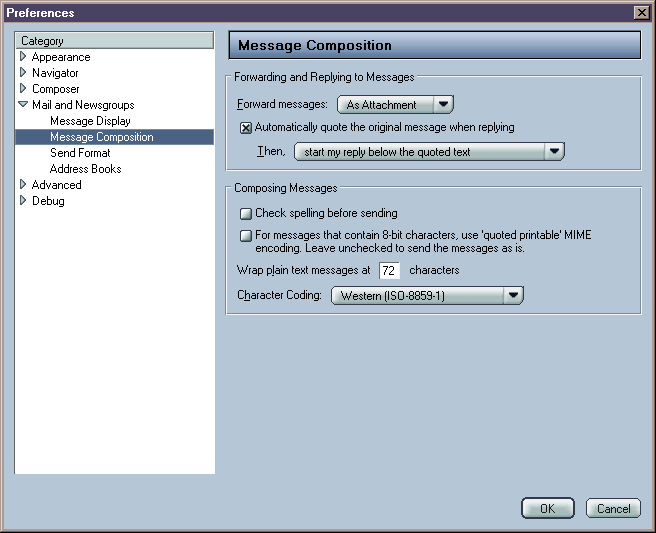 Preferences
Category
Appearance
Navigator
Composer
Mail and Newsgroups
Message Display
Message Composition
Send Format
Address Books
Advanced
Debug
Message Composition
Forwarding and Replying to Messages
Forward messages: As Attachment
Automatically quote the original message when replying
Then, start my reply below the quoted text
Composing Messages
Check spelling before sending
For messages that contain 8-bit characters, use 'quoted printable' MIME
encoding. Leave unchecked to send the messages as is.
Wrap plain text messages at 72 characters
Character Coding: Western (ISO-8859-1)
OK Cancel